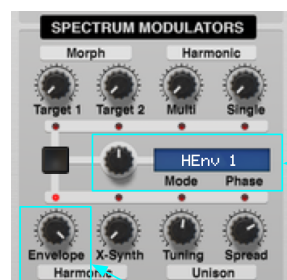 SPECTRUM MODULATORS
Morph Harmonic
Target 1 Target 2 Multi Single
HEnv 1
Mode Phase
Envelope X-Synth Tuning Spread
Harmonic Unison